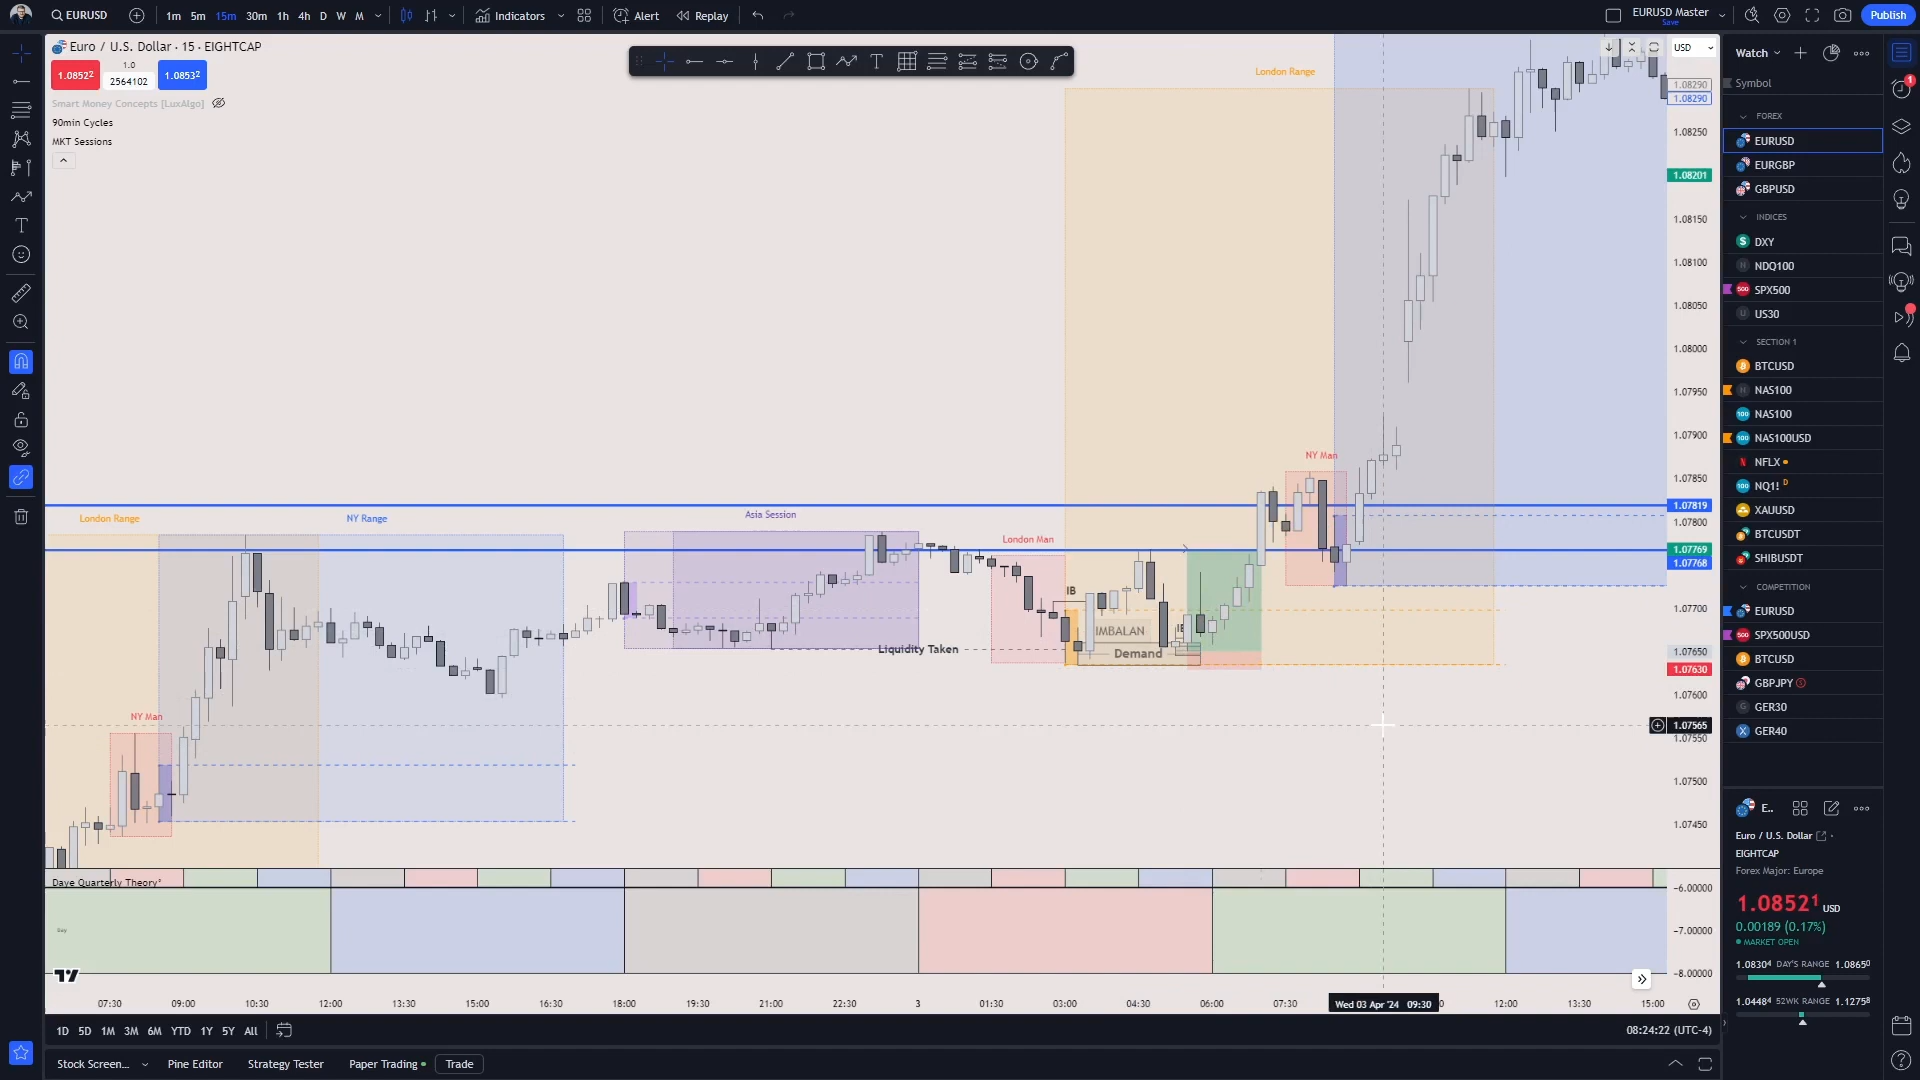 EURUSD
1m 5m 15m 30m 1h 4h D W M
Indicators
Alert
Replay
EURUSD Master
Save
Publish
Euro / U.S. Dollar · 15 · EIGHTCAP
1.08522
1.0
2564102
1.08532
Smart Money Concepts [LuxAlgo]
90min Cycles
MKT Sessions
USD
London Range
1.08290
1.08290
1.08250
1.08201
1.08150
1.08100
1.08050
1.08000
1.07950
1.07900
1.07850
1.07819
1.07800
1.07769
1.07768
1.07700
1.07650
1.07630
1.07600
1.07565
1.07550
1.07500
1.07450
NY Man
London Range
NY Range
Asia Session
London Man
IB
IMBALAN
Liquidity Taken
Demand
NY Man
Daye Quarterly Theory
Day
-6.00000
-7.00000
-8.00000
07:30 09:00 10:30 12:00 13:30 15:00 16:30 18:00 19:30 21:00 22:30 3 01:30 03:00 04:30 06:00 07:30 Wed 03 Apr '24 09:30 12:00 13:30 15:00
1D 5D 1M 3M 6M YTD 1Y 5Y All
08:24:22 (UTC-4)
Stock Screen...
Pine Editor
Strategy Tester
Paper Trading
Trade
Watch
Symbol
FOREX
EURUSD
EURGBP
GBPUSD
INDICES
DXY
NDQ100
SPX500
US30
SECTION 1
BTCUSD
NAS100
NAS100
NAS100USD
NFLX
NQ1! D
XAUUSD
BTCUSDT
SHIBUSDT
COMPETITION
EURUSD
SPX500USD
BTCUSD
GBPJPY
GER30
GER40
E..
Euro / U.S. Dollar
EIGHTCAP
Forex Major: Europe
1.08521 USD
0.00189 (0.17%)
MARKET OPEN
1.08304 DAY'S RANGE 1.08650
1.04484 52WK RANGE 1.12758